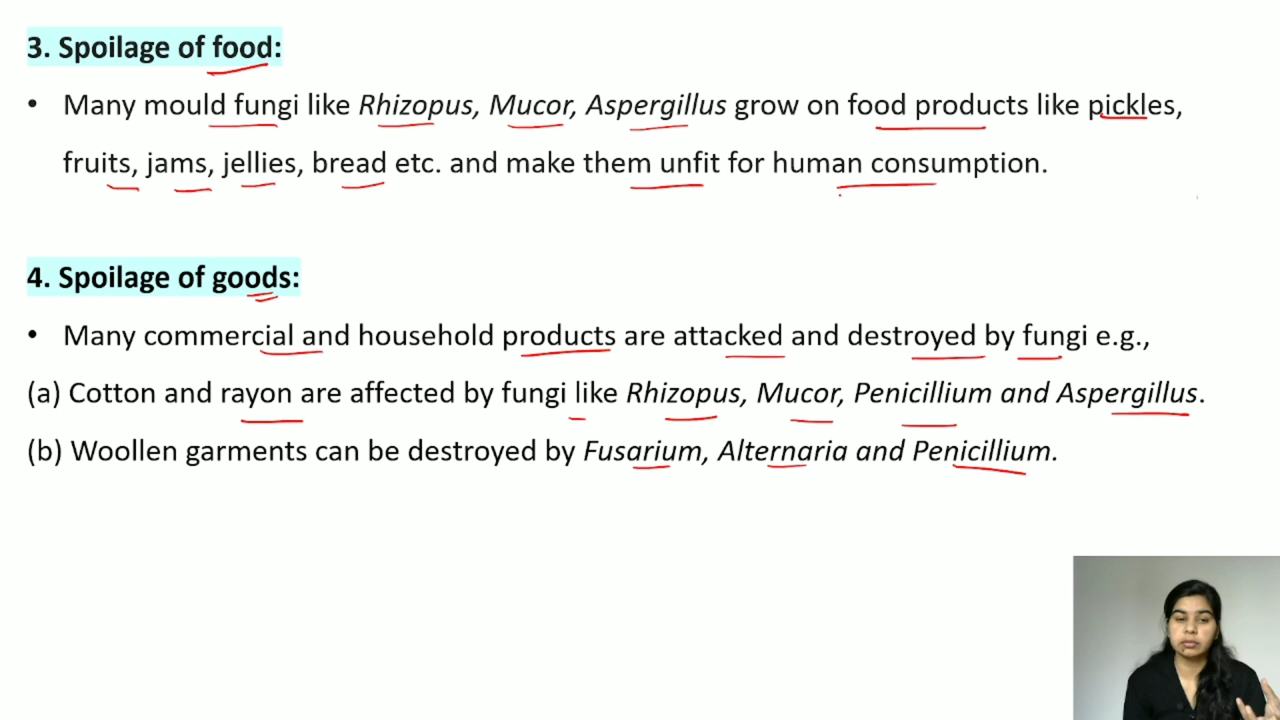 3. Spoilage of food:
• Many mould fungi like Rhizopus, Mucor, Aspergillus grow on food products like pickles,
fruits, jams, jellies, bread etc. and make them unfit for human consumption.
4. Spoilage of goods:
• Many commercial and household products are attacked and destroyed by fungi e.g.,
(a) Cotton and rayon are affected by fungi like Rhizopus, Mucor, Penicillium and Aspergillus.
(b) Woollen garments can be destroyed by Fusarium, Alternaria and Penicillium.